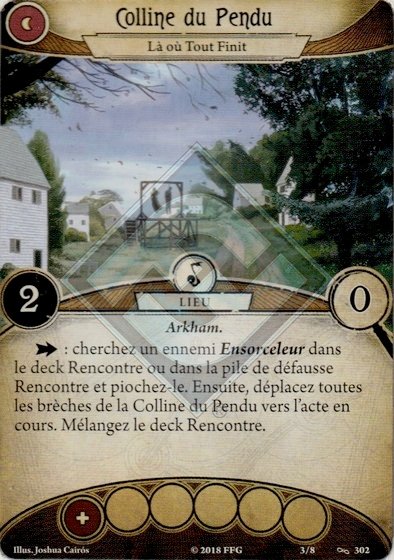 Colline du Pendu
Là où Tout Finit
LIEU
2
0
Arkham.
: cherchez un ennemi Ensorceleur dans
le deck Rencontre ou dans la pile de défausse
Rencontre et piochez-le. Ensuite, déplacez toutes
les brèches de la Colline du Pendu vers l'acte en
cours. Mélangez le deck Rencontre.
Illus. Joshua Cairós © 2018 FFG 3/8 302